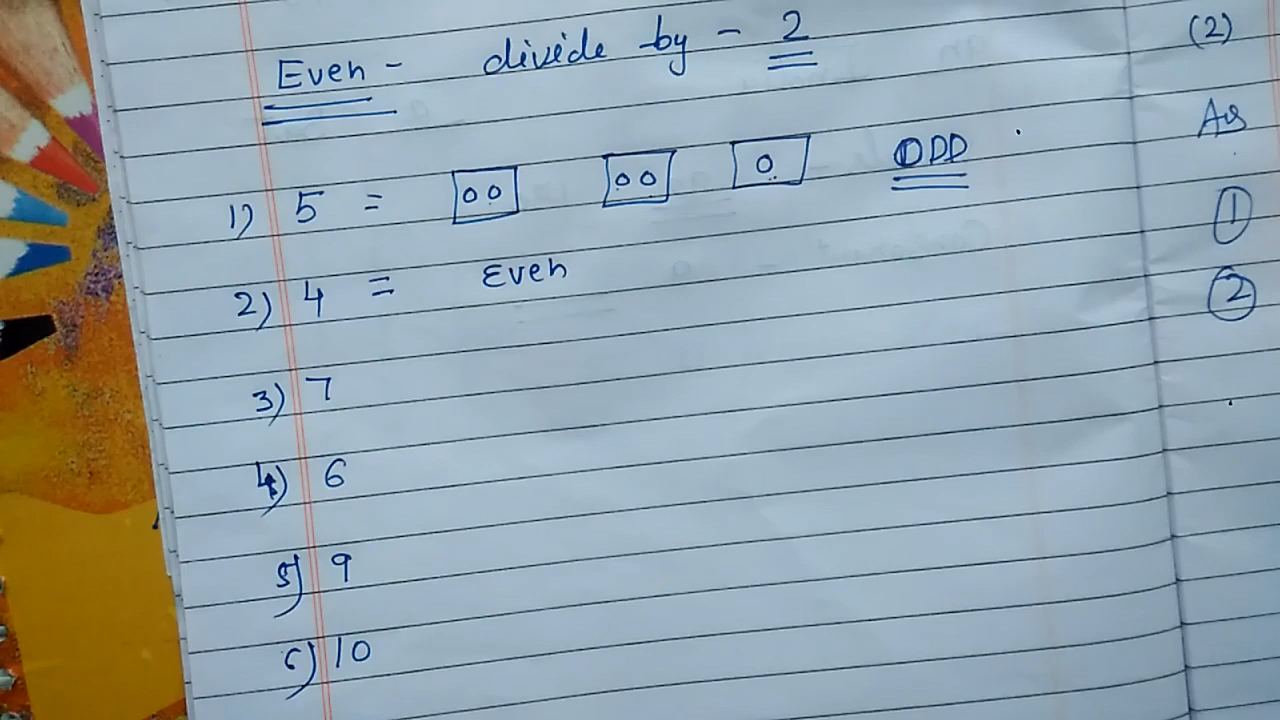 Even - divide by - 2
1) 5 = 00 00 0 ODD
2) 4 = Even
3) 7
4) 6
5) 9
6) 10
(2)
As
1
2